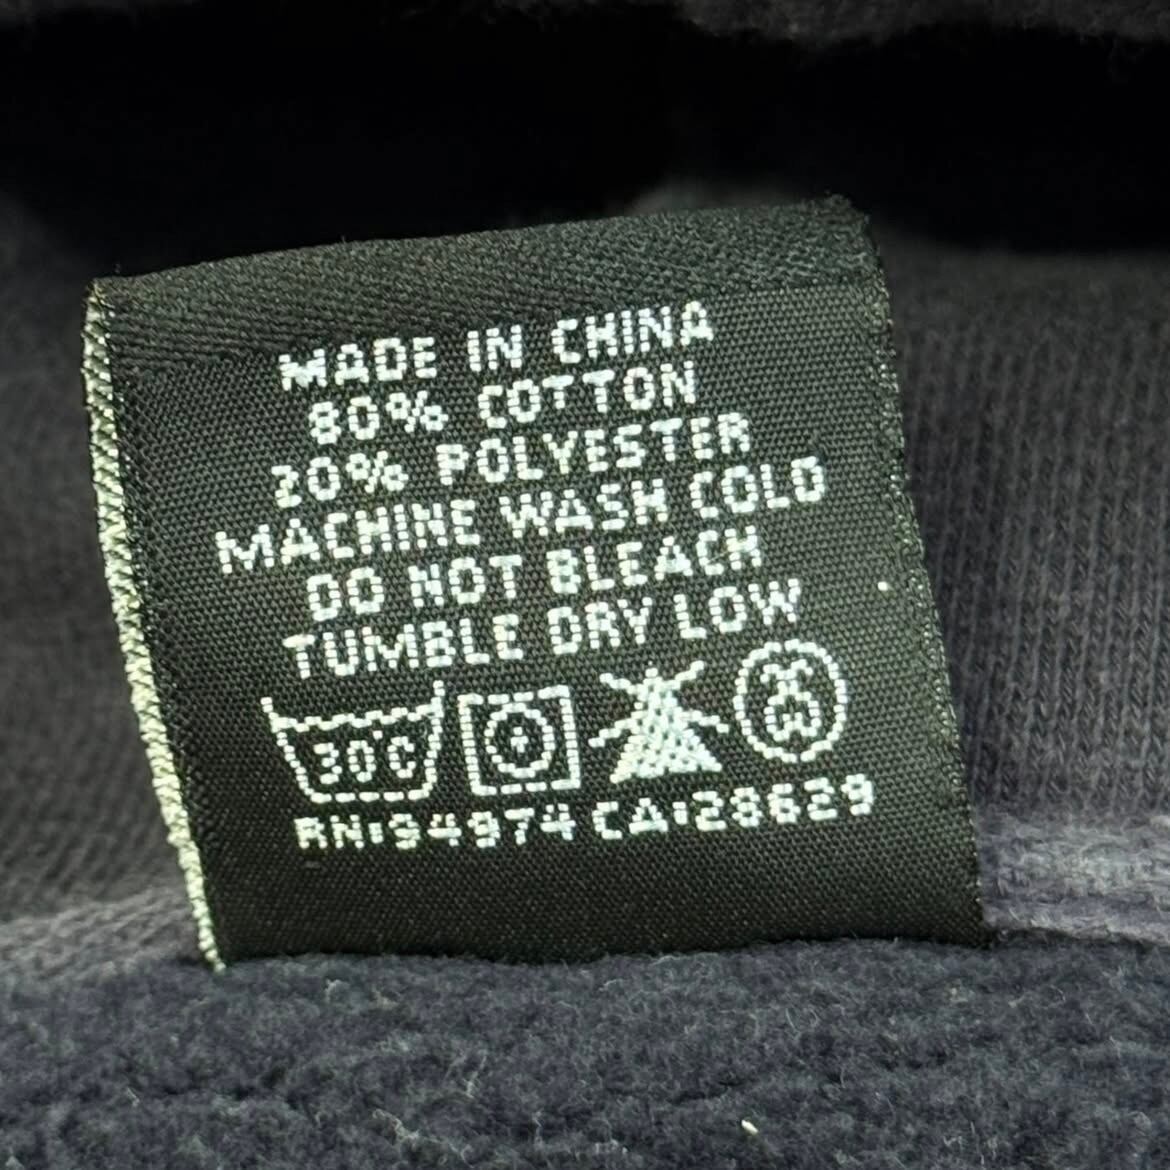 MADE IN CHINA
80% COTTON
20% POLYESTER
MACHINE WASH COLD
DO NOT BLEACH
TUMBLE DRY LOW
30C
RN:94974 CA:28629